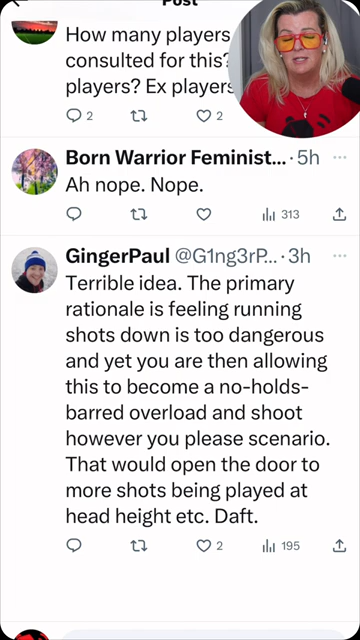 Post
How many players
consulted for this?
players? Ex players
2
2
Born Warrior Feminist... · 5h
Ah nope. Nope.
313
GingerPaul @G1ng3rP... · 3h
Terrible idea. The primary
rationale is feeling running
shots down is too dangerous
and yet you are then allowing
this to become a no-holds-
barred overload and shoot
however you please scenario.
That would open the door to
more shots being played at
head height etc. Daft.
2
195